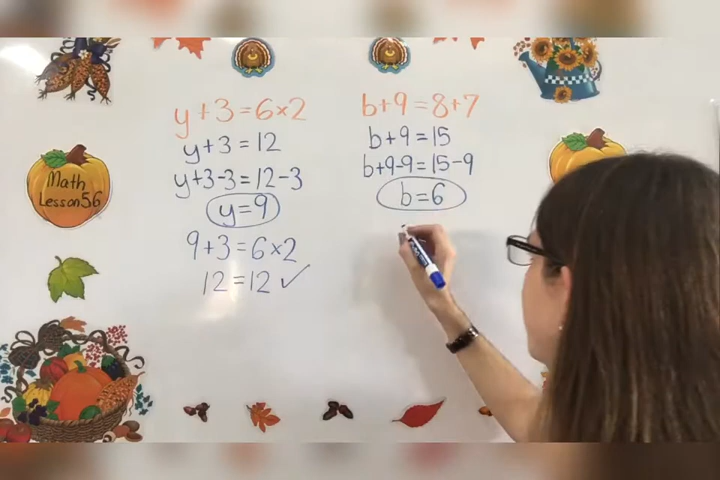 Math
Lesson 56
y+3=6×2
y+3=12
y+3-3=12-3
y=9
9+3=6×2
12=12✓
b+9=8+7
b+9=15
b+9-9=15-9
b=6